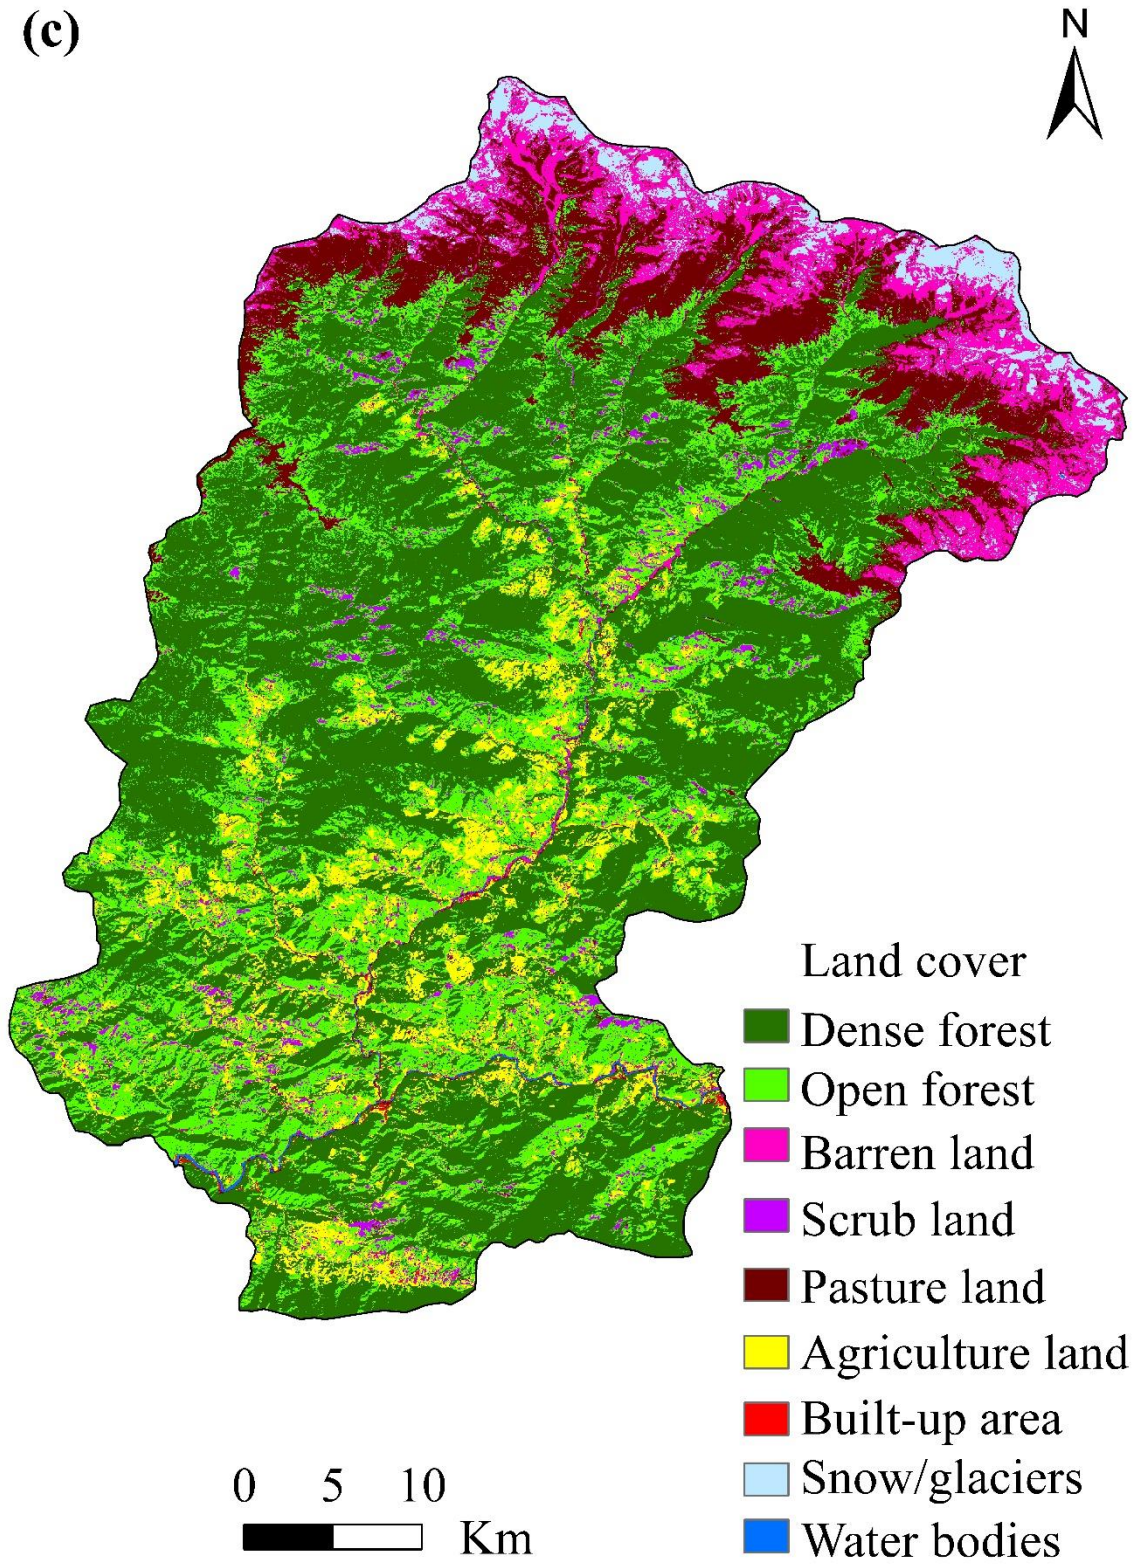 (c)
N
Land cover
Dense forest
Open forest
Barren land
Scrub land
Pasture land
Agriculture land
Built-up area
Snow/glaciers
Water bodies
0 5 10
Km